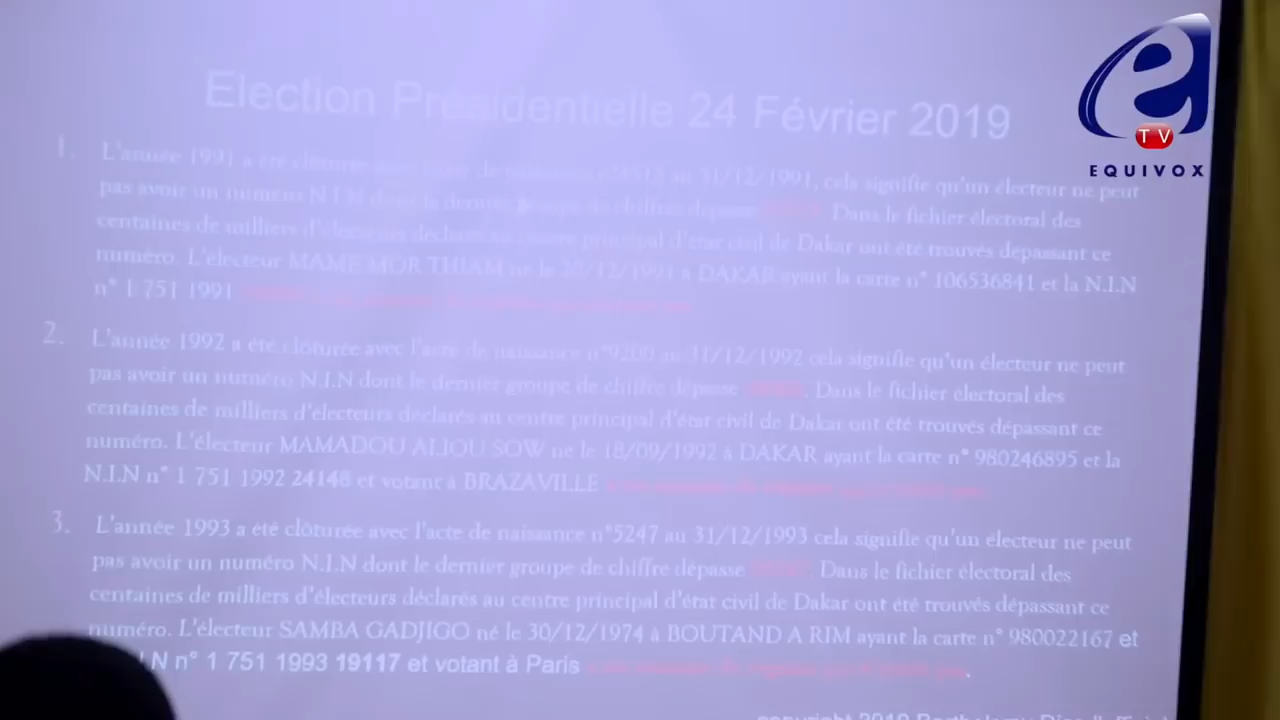 Election Présidentielle 24 Février 2019
TV
EQUIVOX
1. L'année 1991 a été clôturée de naissance au 31/12/1991, cela signifie qu'un électeur ne peut
pas avoir un numéro N.I.N dont le dernier groupe de chiffres dépasse Dans le fichier électoral des
centaines de milliers d'électeurs déclarés au centre principal d'état civil de Dakar ont été trouvés dépassant ce
numéro. L'électeur MAME MOR THIAM né le 20/12/1991 à DAKAR ayant la carte n° 106536841 et la N.I.N
n° 1 751 1991
2. L'année 1992 a été clôturée avec l'acte de naissance n°9200 au 31/12/1992 cela signifie qu'un électeur ne peut
pas avoir un numéro N.I.N dont le dernier groupe de chiffre dépasse . Dans le fichier électoral des
centaines de milliers d'électeurs déclarés au centre principal d'état civil de Dakar ont été trouvés dépassant ce
numéro. L'électeur MAMADOU ALIOU SOW né le 18/09/1992 à DAKAR ayant la carte n° 980246895 et la
N.I.N n° 1 751 1992 24148 et votant à BRAZAVILLE
3. L'année 1993 a été clôturée avec l'acte de naissance n°5247 au 31/12/1993 cela signifie qu'un électeur ne peut
pas avoir un numéro N.I.N dont le dernier groupe de chiffre dépasse . Dans le fichier électoral des
centaines de milliers d'électeurs déclarés au centre principal d'état civil de Dakar ont été trouvés dépassant ce
numéro. L'électeur SAMBA GADJIGO né le 30/12/1974 à BOUTAND A RIM ayant la carte n° 980022167 et
N n° 1 751 1993 19117 et votant à Paris .
copyright 2019